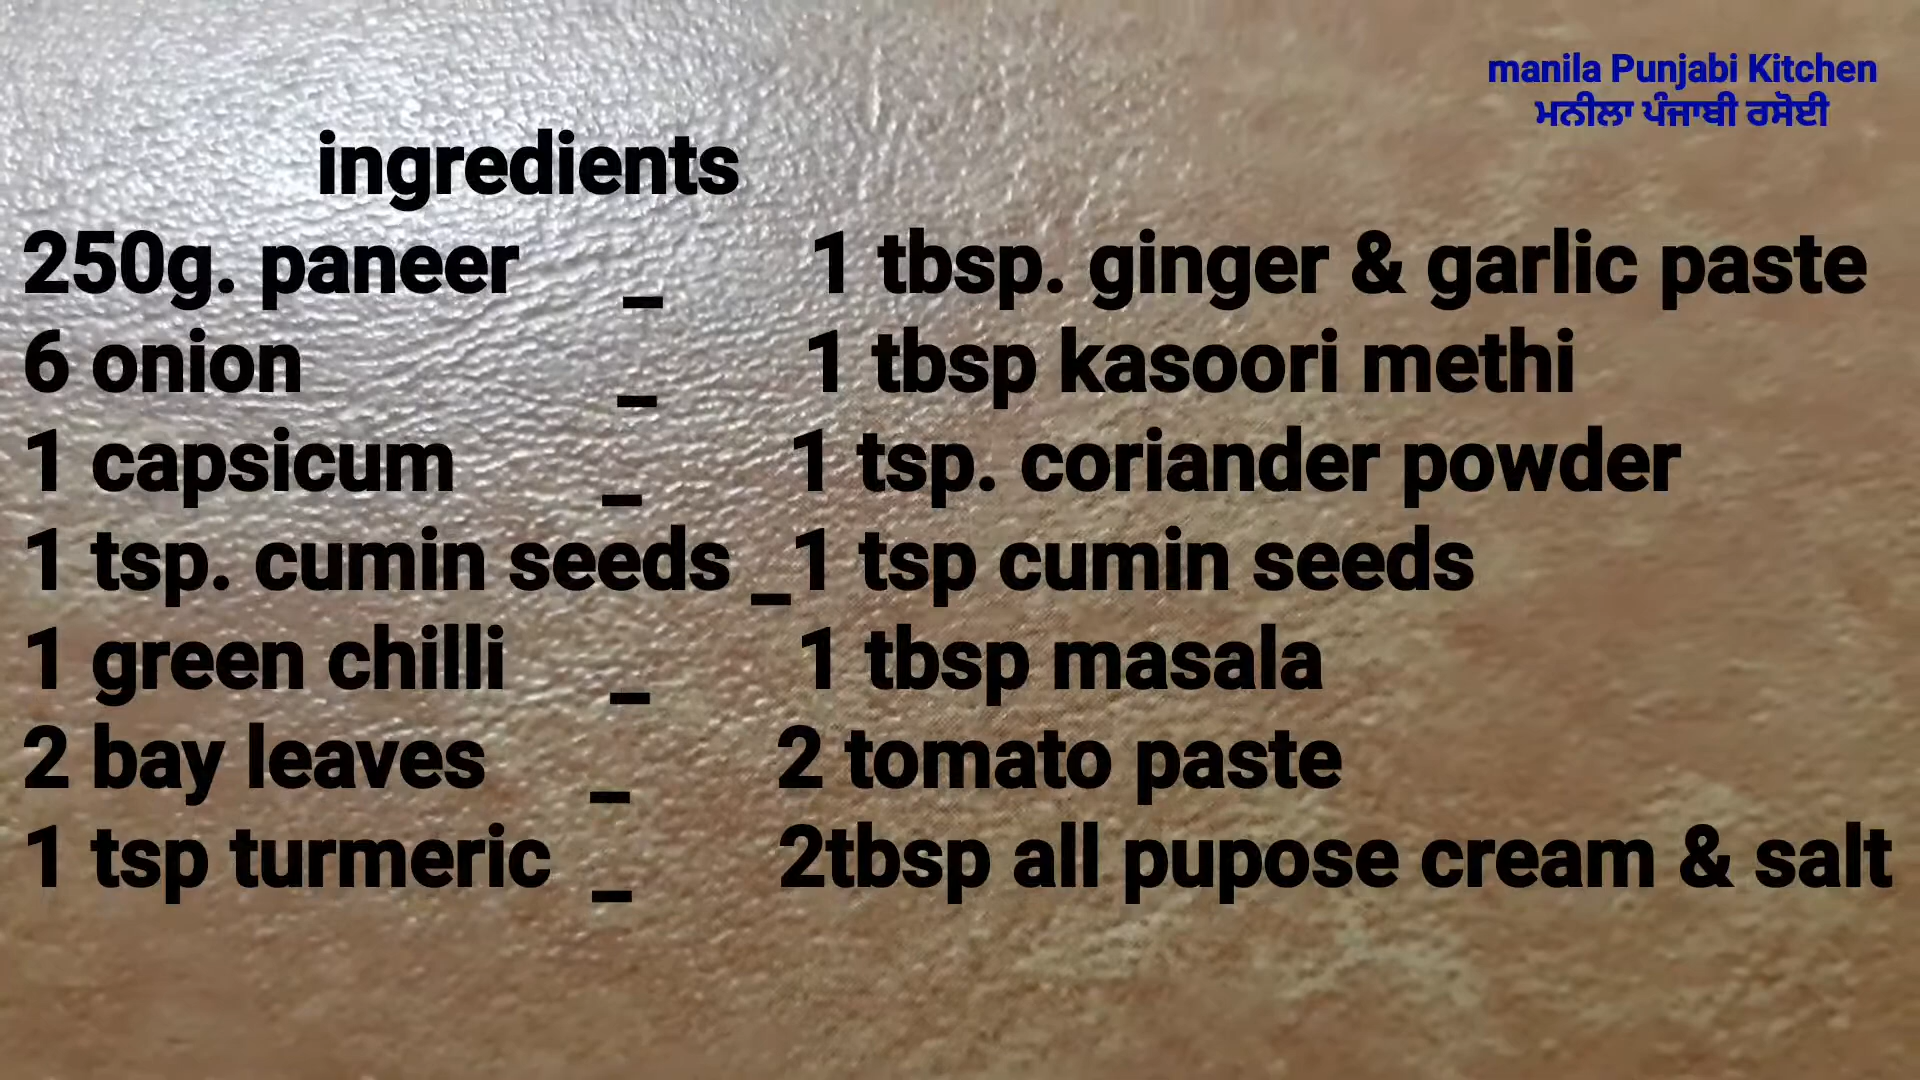 manila Punjabi Kitchen
ਮਨੀਲਾ ਪੰਜਾਬੀ ਰਸੋਈ
ingredients
250g. paneer _ 1 tbsp. ginger & garlic paste
6 onion _ 1 tbsp kasoori methi
1 capsicum _ 1 tsp. coriander powder
1 tsp. cumin seeds _1 tsp cumin seeds
1 green chilli _ 1 tbsp masala
2 bay leaves _ 2 tomato paste
1 tsp turmeric _ 2tbsp all pupose cream & salt